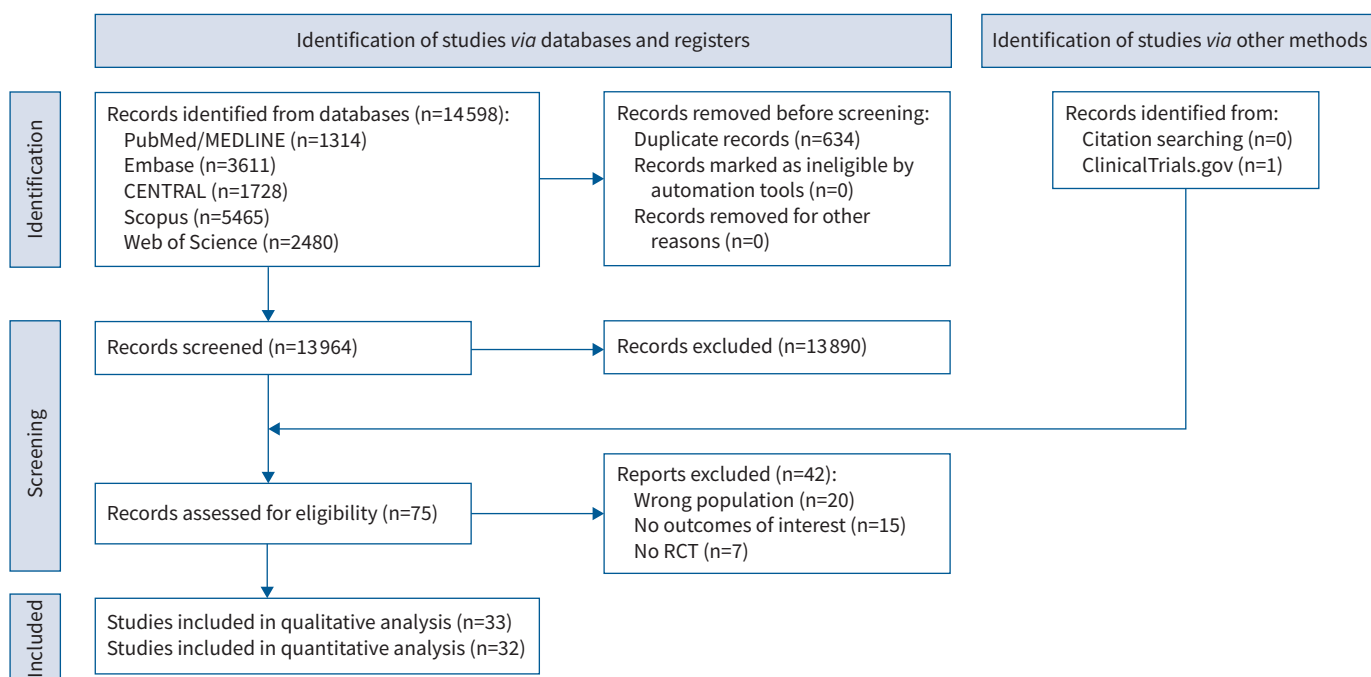 Identification of studies via databases and registers
Identification of studies via other methods
Identification
Records identified from databases (n=14598):
PubMed/MEDLINE (n=1314)
Embase (n=3611)
CENTRAL (n=1728)
Scopus (n=5465)
Web of Science (n=2480)
Records removed before screening:
Duplicate records (n=634)
Records marked as ineligible by
automation tools (n=0)
Records removed for other
reasons (n=0)
Records identified from:
Citation searching (n=0)
ClinicalTrials.gov (n=1)
Screening
Records screened (n=13964)
Records excluded (n=13890)
Records assessed for eligibility (n=75)
Reports excluded (n=42):
Wrong population (n=20)
No outcomes of interest (n=15)
No RCT (n=7)
Included
Studies included in qualitative analysis (n=33)
Studies included in quantitative analysis (n=32)